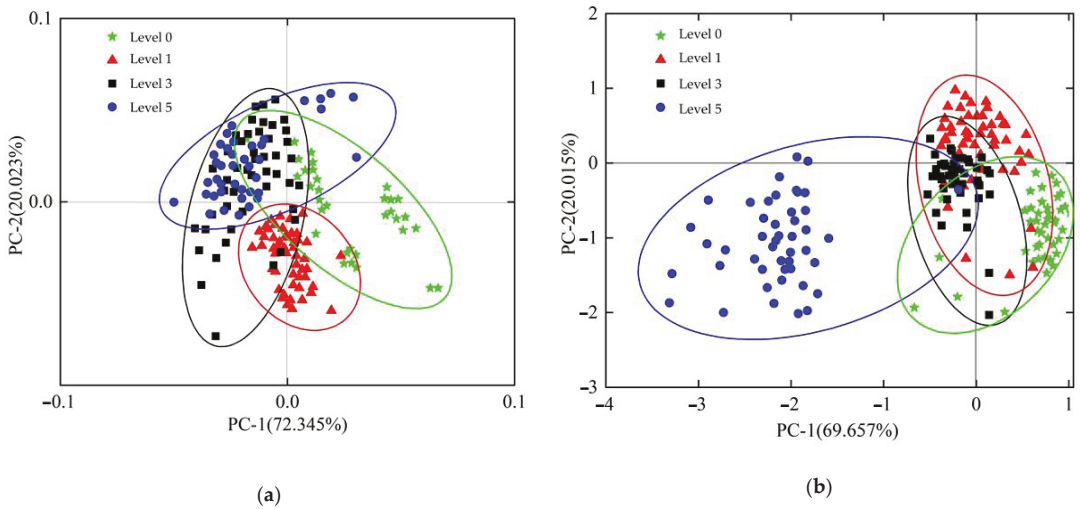 0.1
Level 0
Level 1
Level 3
Level 5
PC-2(20.023%)
0.0
−0.1
0.0
0.1
PC-1(72.345%)
(a)
2
Level 0
Level 1
Level 3
Level 5
1
0
−1
−2
−3
PC-2(20.015%)
−4
−3
−2
−1
0
1
PC-1(69.657%)
(b)